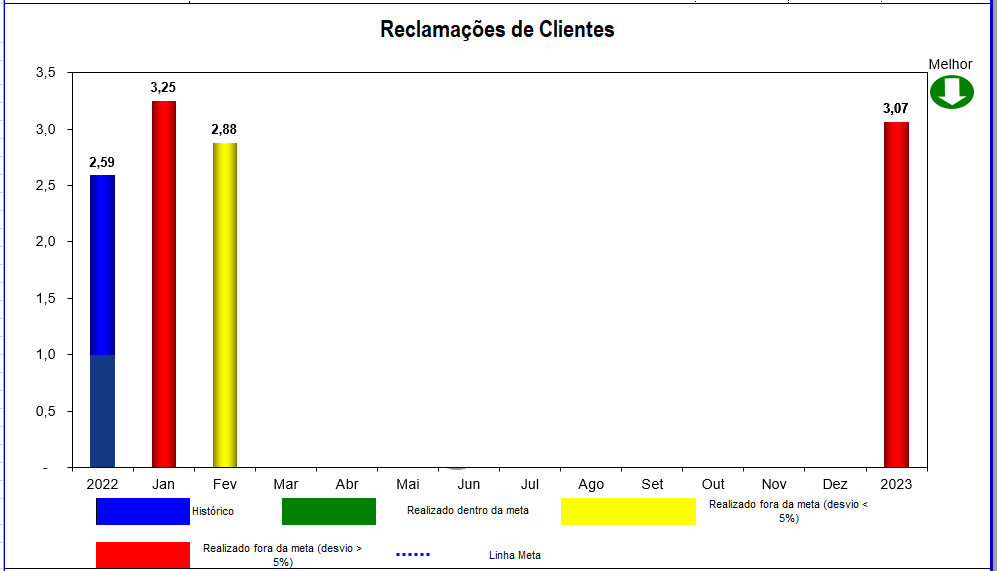 Reclamações de Clientes
Melhor
3,5
3,0
2,5
2,0
1,5
1,0
0,5
-
2,59
3,25
2,88
3,07
2022 Jan Fev Mar Abr Mai Jun Jul Ago Set Out Nov Dez 2023
Histórico
Realizado dentro da meta
Realizado fora da meta (desvio <
5%)
Realizado fora da meta (desvio >
5%)
Linha Meta